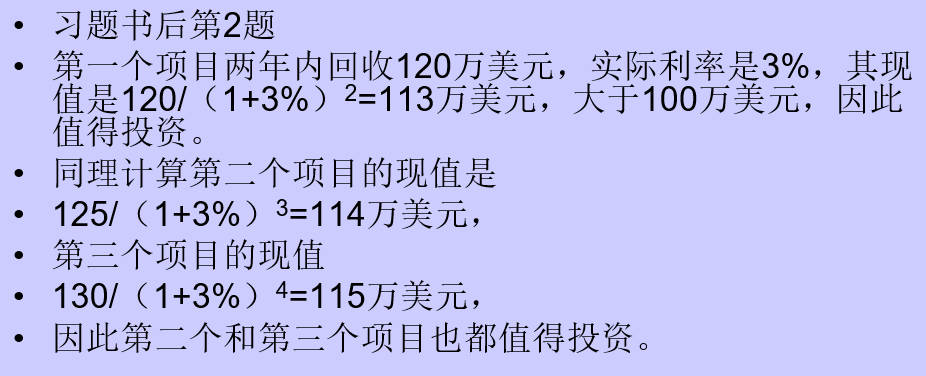 • 习题书后第2题
• 第一个项目两年内回收120万美元，实际利率是3%，其现
值是120/（1+3%）²=113万美元，大于100万美元，因此
值得投资。
• 同理计算第二个项目的现值是
• 125/（1+3%）³=114万美元，
• 第三个项目的现值
• 130/（1+3%）⁴=115万美元，
• 因此第二个和第三个项目也都值得投资。